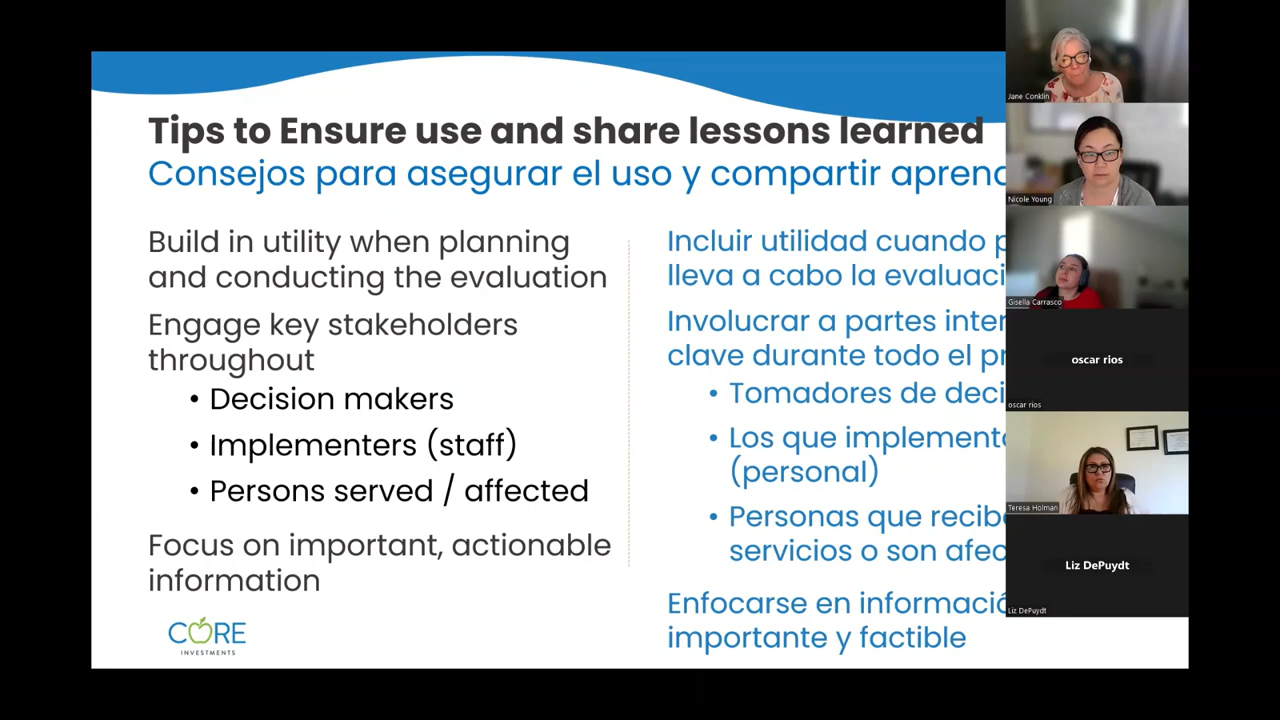 Tips to Ensure use and share lessons learned
Consejos para asegurar el uso y compartir
Build in utility when planning
and conducting the evaluation
Engage key stakeholders
throughout
• Decision makers
• Implementers (staff)
• Persons served / affected
Focus on important, actionable
information
CORE
INVESTMENTS
Incluir utilidad cuando
lleva a cabo la
Involucrar a partes
clave durante todo el
• Tomadores de
• Los que
(personal)
• Personas que
servicios o son
Enfocarse en
importante y factible
Jane Conklin
Nicole Young
Gisella Carrasco
oscar rios
oscar rios
Teresa Holman
Liz DePuydt
Liz DePuydt